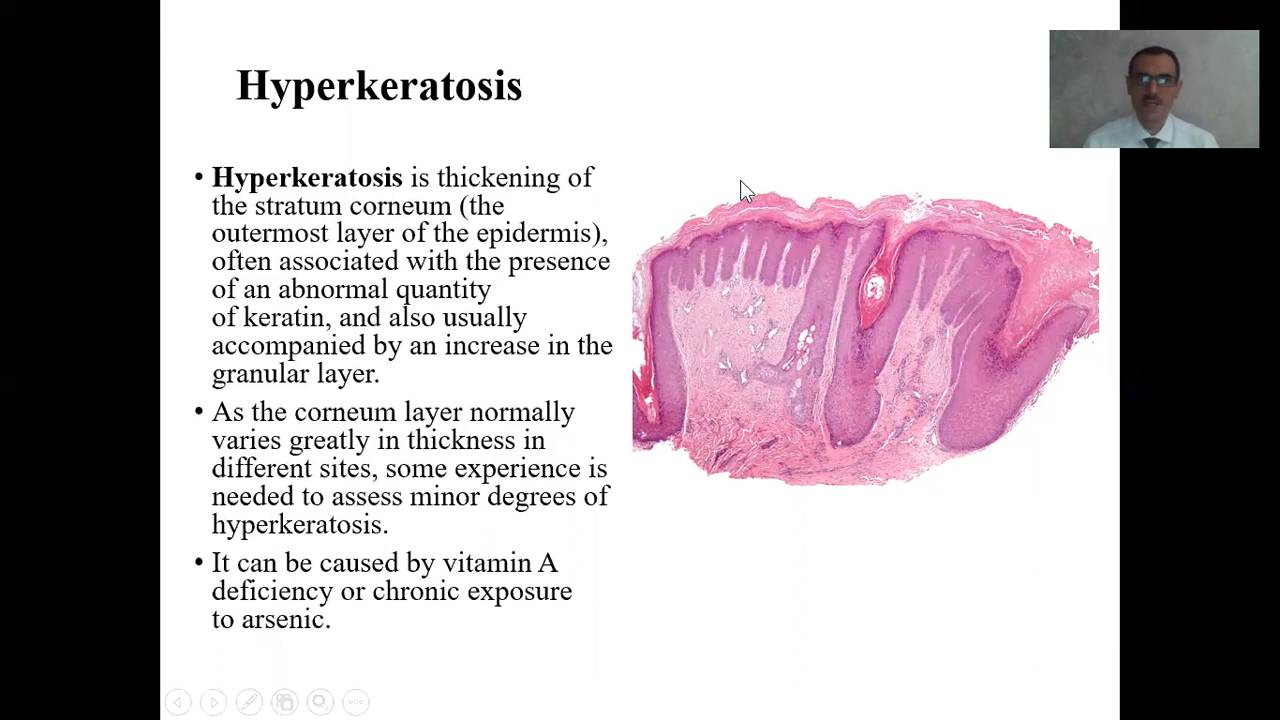 Hyperkeratosis
• Hyperkeratosis is thickening of
the stratum corneum (the
outermost layer of the epidermis),
often associated with the presence
of an abnormal quantity
of keratin, and also usually
accompanied by an increase in the
granular layer.
• As the corneum layer normally
varies greatly in thickness in
different sites, some experience is
needed to assess minor degrees of
hyperkeratosis.
• It can be caused by vitamin A
deficiency or chronic exposure
to arsenic.